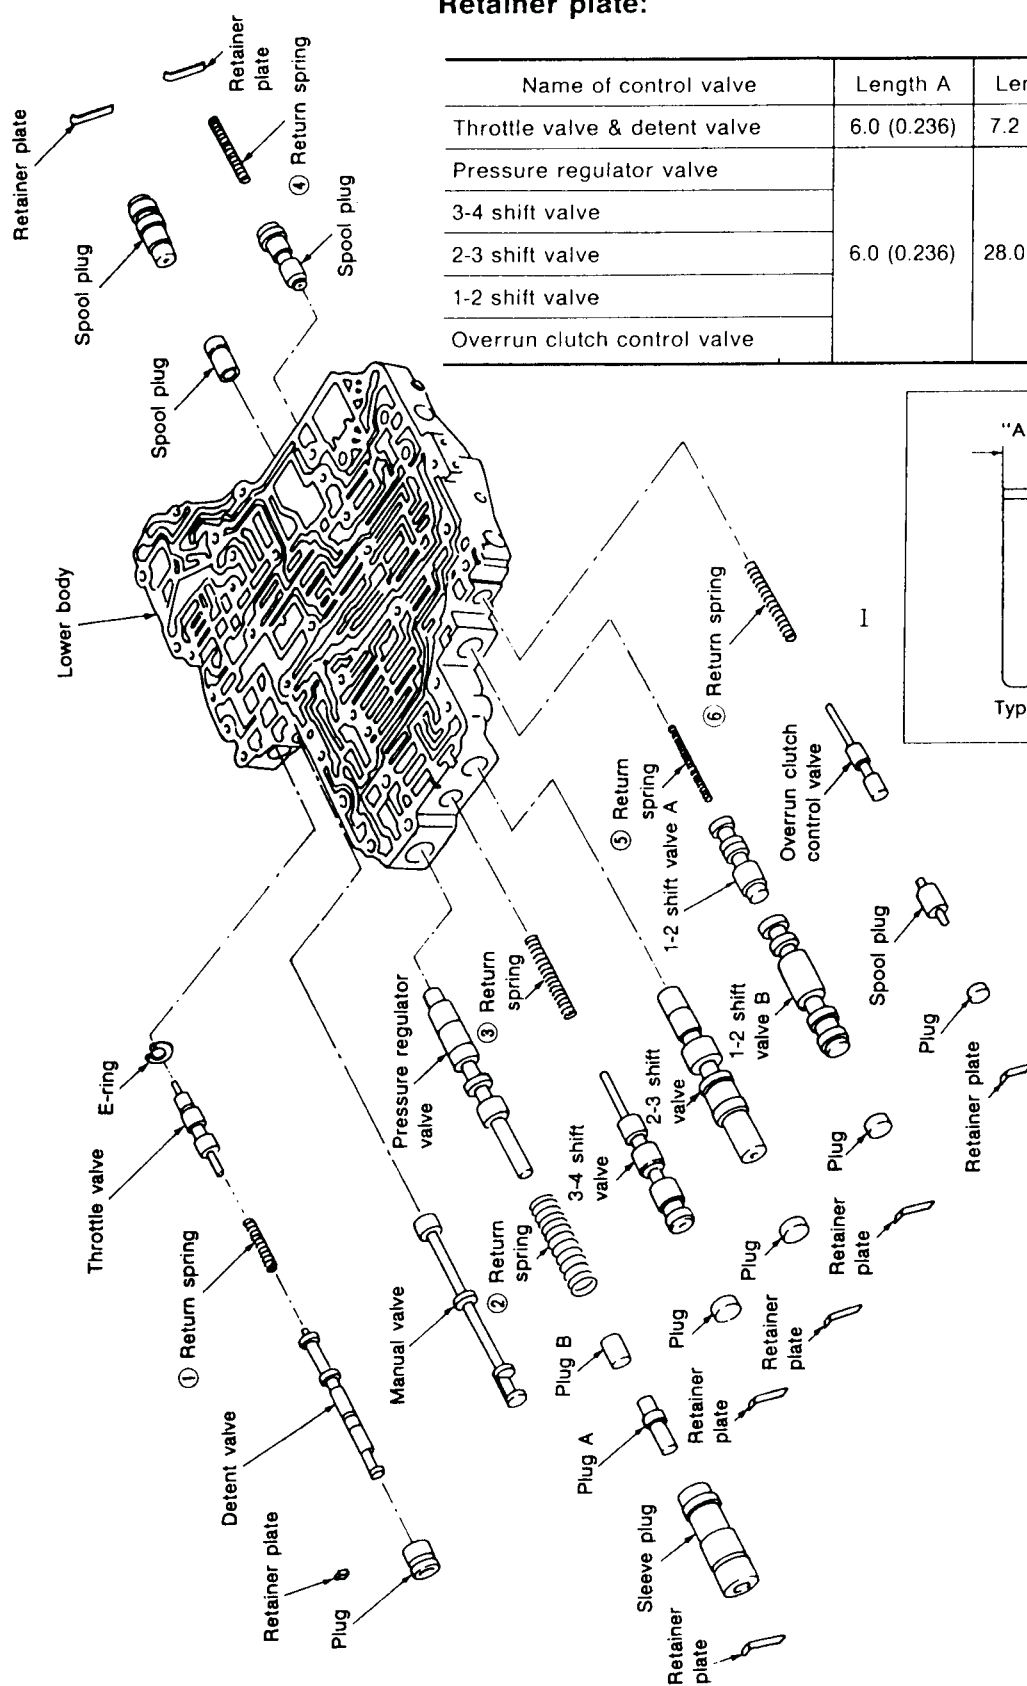 Retainer plate:
Name of control valve Length A
Throttle valve & detent valve 6.0 (0.236) 7.2
Pressure regulator valve
3-4 shift valve
2-3 shift valve 6.0 (0.236) 28.0
1-2 shift valve
Overrun clutch control valve
"A
Retainer plate
Retainer
plate
④ Return spring
Spool plug
Spool plug
Spool plug
Lower body
⑥ Return spring
I
⑤ Return
spring
1-2 shift valve A
Overrun clutch
control valve
E-ring
Throttle valve
① Return spring
Pressure regulator
valve
③ Return
spring
1-2 shift
valve B
Spool plug
Plug
Retainer plate
2-3 shift
valve
3-4 shift
valve
Manual valve
② Return
spring
Plug
Retainer
plate
Plug
Retainer
plate
Plug
Retainer
plate
Plug B
Plug A
Detent valve
Retainer plate
Plug
Sleeve plug
Retainer
plate